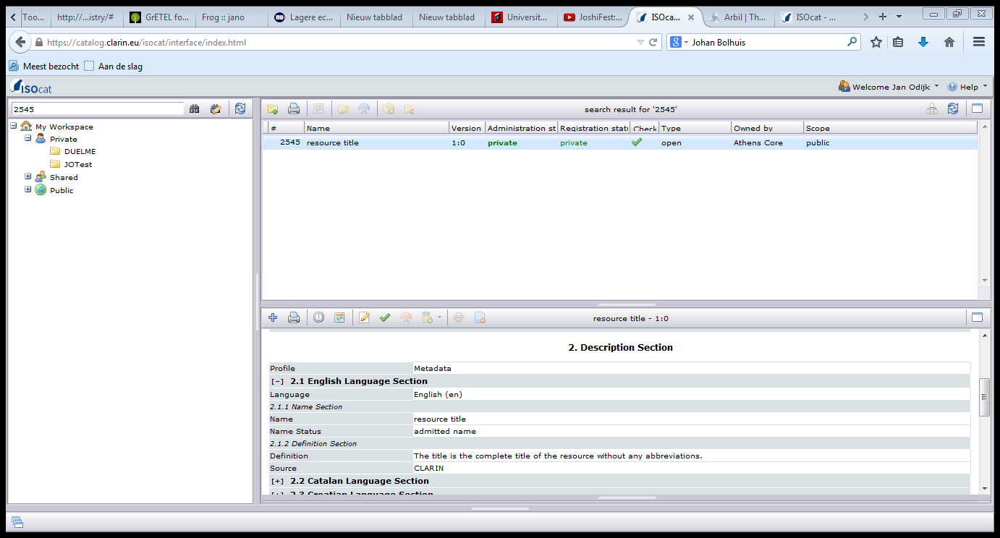 Too... http://...istry/# GrETEL fo... Frog :: jano Lagere ec... Nieuw tabblad Nieuw tabblad Universit... JoshiFest:... ISOca... Arbil | Th... ISOcat - ...
https://catalog.clarin.eu/isocat/interface/index.html Johan Bolhuis
Meest bezocht Aan de slag
ISOcat Welcome Jan Odijk Help
2545 search result for '2545'
My Workspace
Private
DUELME
JOTest
Shared
Public
# Name Version Administration st Registration statu Check Type Owned by Scope
2545 resource title 1:0 private private open Athens Core public
resource title - 1:0
2. Description Section
Profile Metadata
[−] 2.1 English Language Section
Language English (en)
2.1.1 Name Section
Name resource title
Name Status admitted name
2.1.2 Definition Section
Definition The title is the complete title of the resource without any abbreviations.
Source CLARIN
[+] 2.2 Catalan Language Section
[+] 2.3 Croatian Language Section